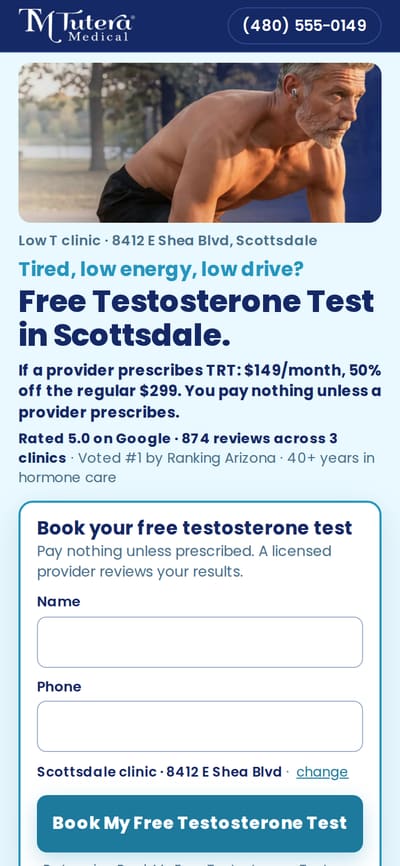 TM Tutera®
Medical
(480) 555-0149
Low T clinic · 8412 E Shea Blvd, Scottsdale
Tired, low energy, low drive?
Free Testosterone Test
in Scottsdale.
If a provider prescribes TRT: $149/month, 50%
off the regular $299. You pay nothing unless a
provider prescribes.
Rated 5.0 on Google · 874 reviews across 3
clinics · Voted #1 by Ranking Arizona · 40+ years in
hormone care
Book your free testosterone test
Pay nothing unless prescribed. A licensed
provider reviews your results.
Name
Phone
Scottsdale clinic · 8412 E Shea Blvd · change
Book My Free Testosterone Test